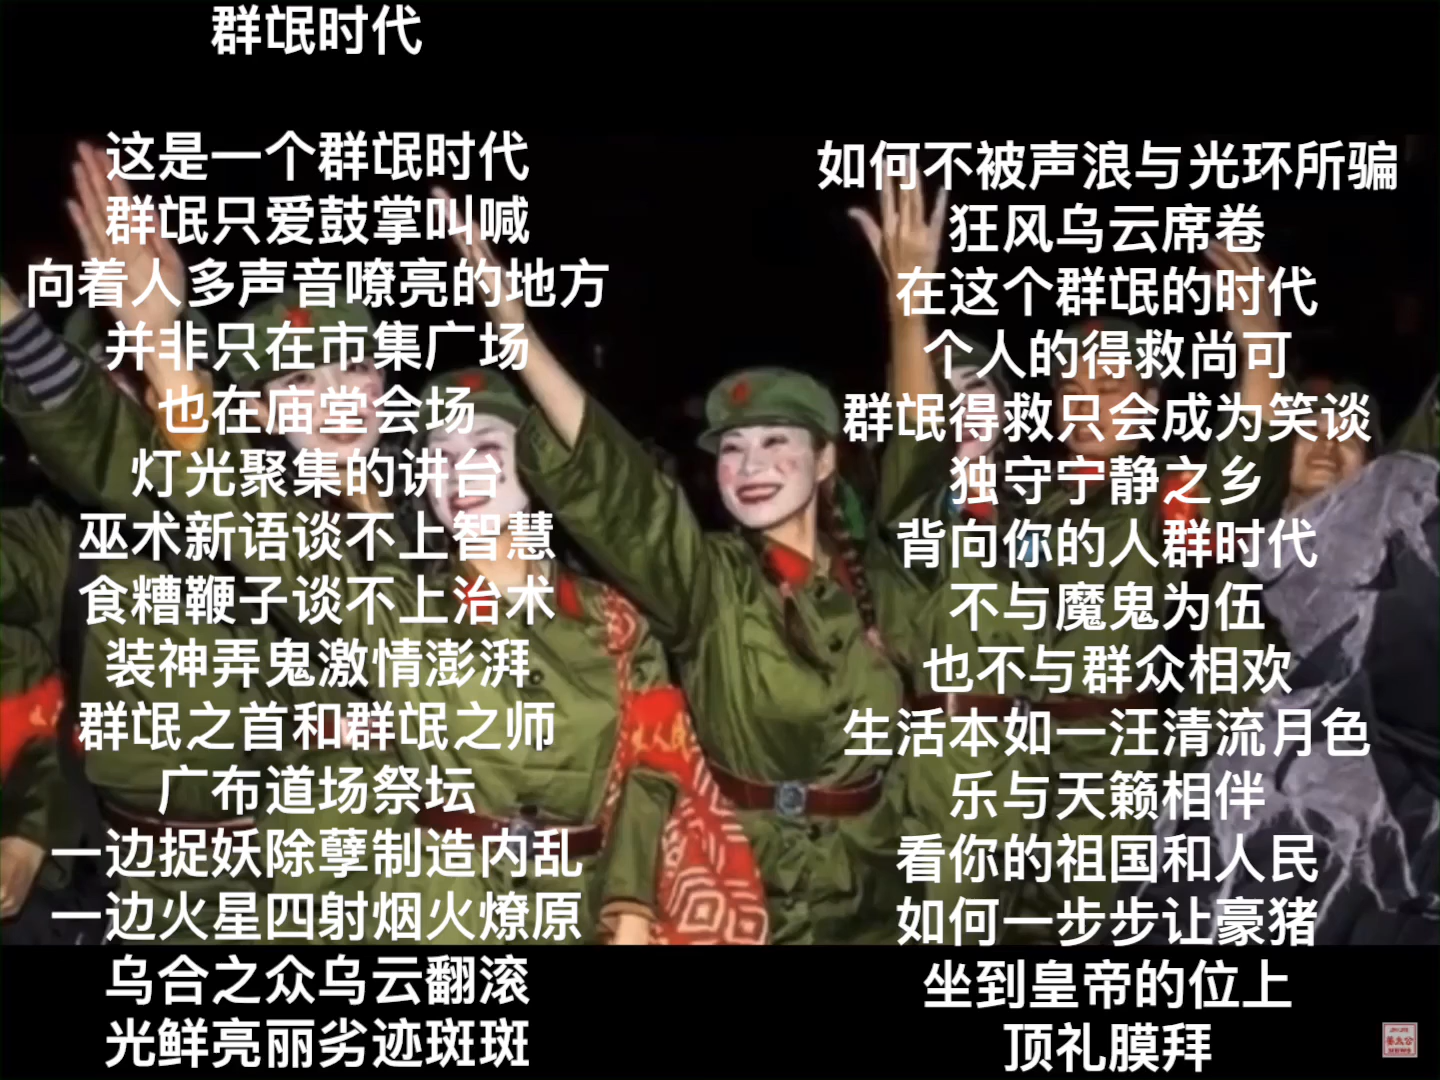 群氓时代
这是一个群氓时代
群氓只爱鼓掌叫喊
向着人多声音嘹亮的地方
并非只在市集广场
也在庙堂会场
灯光聚集的讲台
巫术新语谈不上智慧
食糟鞭子谈不上治术
装神弄鬼激情澎湃
群氓之首和群氓之师
广布道场祭坛
一边捉妖除孽制造内乱
一边火星四射烟火燎原
乌合之众乌云翻滚
光鲜亮丽劣迹斑斑
如何不被声浪与光环所骗
狂风乌云席卷
在这个群氓的时代
个人的得救尚可
群氓得救只会成为笑谈
独守宁静之乡
背向你的人群时代
不与魔鬼为伍
也不与群众相欢
生活本如一汪清流月色
乐与天籁相伴
看你的祖国和人民
如何一步步让豪猪
坐到皇帝的位上
顶礼膜拜